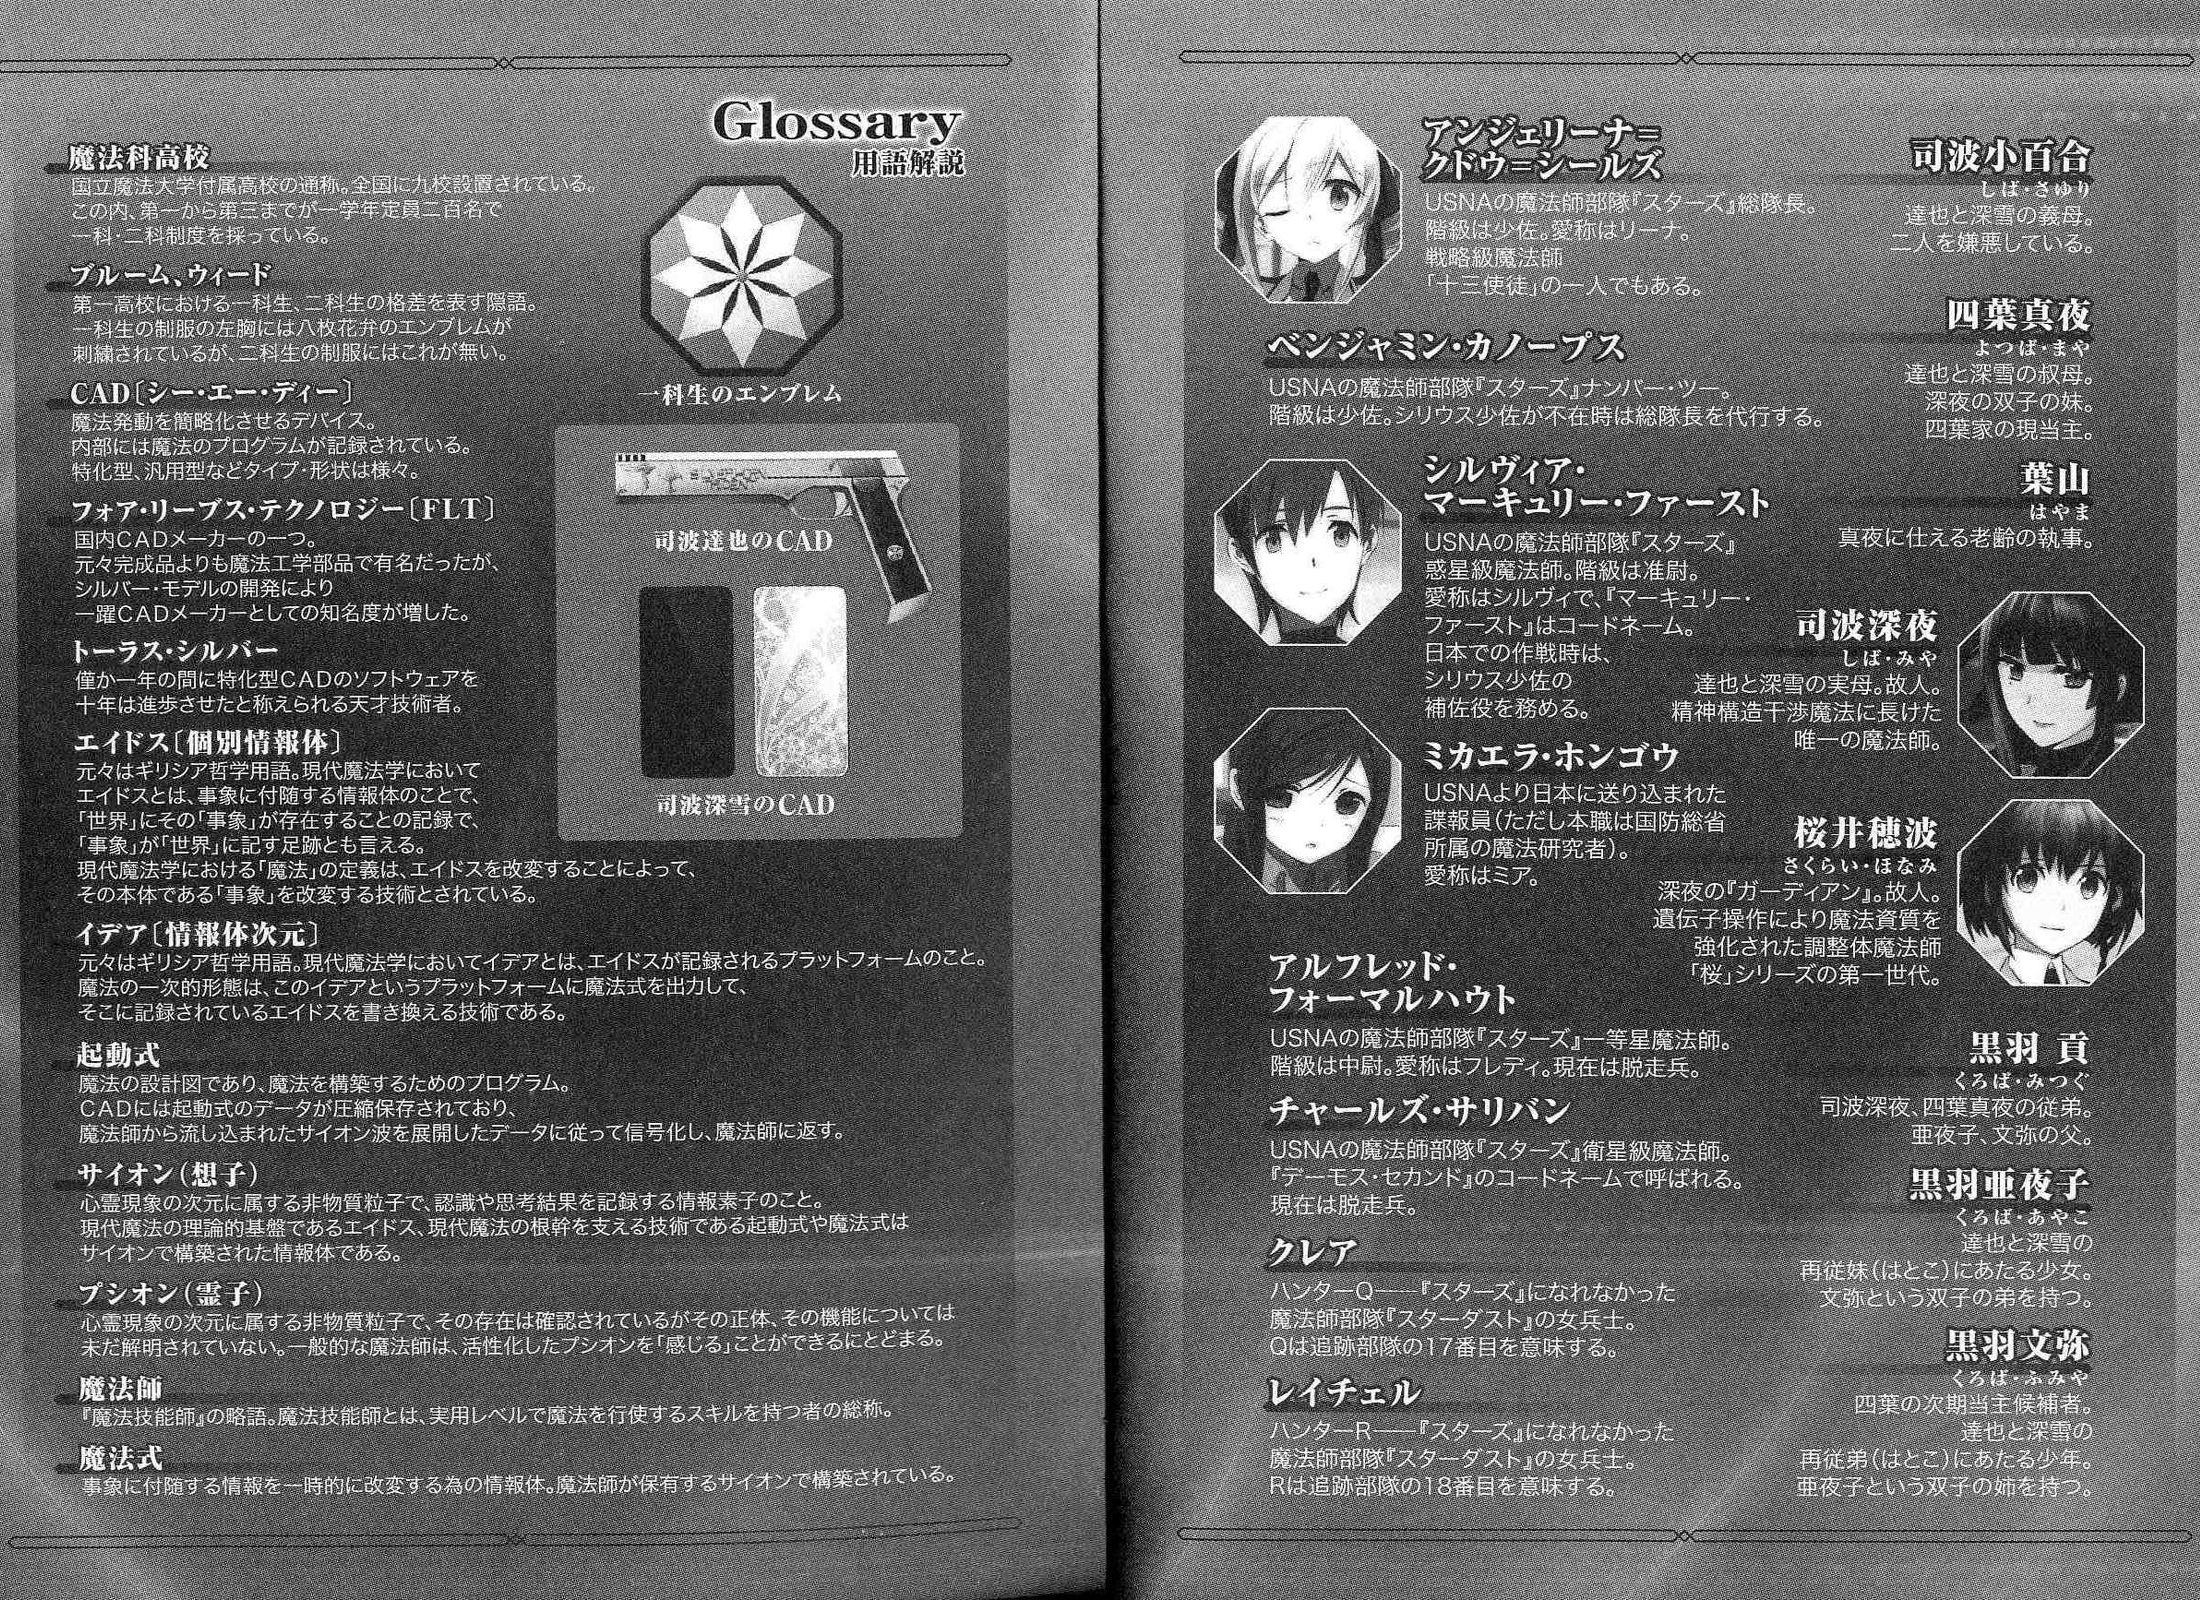 司波小百合
しば・さゆり
達也と深雪の義母。
二人を嫌悪している。
四葉真夜
よつば・まや
達也と深雪の叔母。
深夜の双子の妹。
四葉家の現当主。
葉山
はやま
真夜に仕える老齢の執事。
司波深夜
しば・みや
達也と深雪の実母。故人。
精神構造干渉魔法に長けた
唯一の魔法師。
桜井穂波
さくらい・ほなみ
深夜の『ガーディアン』。故人。
遺伝子操作により魔法資質を
強化された調整体魔法師
「桜」シリーズの第一世代。
黒羽 貢
くろば・みつぐ
司波深夜、四葉真夜の従弟。
亜夜子、文弥の父。
黒羽亜夜子
くろば・あやこ
達也と深雪の
再従妹(はとこ)にあたる少女。
文弥という双子の弟を持つ。
黒羽文弥
くろば・ふみや
四葉の次期当主候補者。
達也と深雪の
再従弟(はとこ)にあたる少年。
亜夜子という双子の姉を持つ。
アンジェリーナ=
クドウ=シールズ
USNAの魔法師部隊『スターズ』総隊長。
階級は少佐。愛称はリーナ。
戦略級魔法師
「十三使徒」の一人でもある。
ベンジャミン・カノープス
USNAの魔法師部隊『スターズ』ナンバー・ツー。
階級は少佐。シリウス少佐が不在時は総隊長を代行する。
シルヴィア・
マーキュリー・ファースト
USNAの魔法師部隊『スターズ』
惑星級魔法師。階級は准尉。
愛称はシルヴィで、『マーキュリー・
ファースト』はコードネーム。
日本での作戦時は、
シリウス少佐の
補佐役を務める。
ミカエラ・ホンゴウ
USNAより日本に送り込まれた
諜報員(ただし本職は国防総省
所属の魔法研究者)。
愛称はミア。
アルフレッド・
フォーマルハウト
USNAの魔法師部隊『スターズ』一等星魔法師。
階級は中尉。愛称はフレディ。現在は脱走兵。
チャールズ・サリバン
USNAの魔法師部隊『スターズ』衛星級魔法師。
『デーモス・セカンド』のコードネームで呼ばれる。
現在は脱走兵。
クレア
ハンターQ――『スターズ』になれなかった
魔法師部隊『スターダスト』の女兵士。
Qは追跡部隊の17番目を意味する。
レイチェル
ハンターR――『スターズ』になれなかった
魔法師部隊『スターダスト』の女兵士。
Rは追跡部隊の18番目を意味する。
Glossary
用語解説
魔法科高校
国立魔法大学付属高校の通称。全国に九校設置されている。
この内、第一から第三までが一学年定員二百名で
一科・二科制度を採っている。
ブルーム、ウィード
第一高校における一科生、二科生の格差を表す隠語。
一科生の制服の左胸には八枚花弁のエンブレムが
刺繍されているが、二科生の制服にはこれが無い。
CAD〔シー・エー・ディー〕
魔法発動を簡略化させるデバイス。
内部には魔法のプログラムが記録されている。
特化型、汎用型などタイプ・形状は様々。
フォア・リーブス・テクノロジー〔FLT〕
国内CADメーカーの一つ。
元々完成品よりも魔法工学部品で有名だったが、
シルバー・モデルの開発により
一躍CADメーカーとしての知名度が増した。
トーラス・シルバー
僅か一年の間に特化型CADのソフトウェアを
十年は進歩させたと称えられる天才技術者。
エイドス〔個別情報体〕
元々はギリシア哲学用語。現代魔法学において
エイドスとは、事象に付随する情報体のことで、
「世界」にその「事象」が存在することの記録で、
「事象」が「世界」に記す足跡とも言える。
現代魔法学における「魔法」の定義は、エイドスを改変することによって、
その本体である「事象」を改変する技術とされている。
イデア〔情報体次元〕
元々はギリシア哲学用語。現代魔法学においてイデアとは、エイドスが記録されるプラットフォームのこと。
魔法の一次的形態は、このイデアというプラットフォームに魔法式を出力して、
そこに記録されているエイドスを書き換える技術である。
起動式
魔法の設計図であり、魔法を構築するためのプログラム。
CADには起動式のデータが圧縮保存されており、
魔法師から流し込まれたサイオン波を展開したデータに従って信号化し、魔法師に返す。
サイオン(想子)
心霊現象の次元に属する非物質粒子で、認識や思考結果を記録する情報素子のこと。
現代魔法の理論的基盤であるエイドス、現代魔法の根幹を支える技術である起動式や魔法式は
サイオンで構築された情報体である。
プシオン(霊子)
心霊現象の次元に属する非物質粒子で、その存在は確認されているがその正体、その機能については
未だ解明されていない。一般的な魔法師は、活性化したプシオンを「感じる」ことができるにとどまる。
魔法師
『魔法技能師』の略語。魔法技能師とは、実用レベルで魔法を行使するスキルを持つ者の総称。
魔法式
事象に付随する情報を一時的に改変する為の情報体。魔法師が保有するサイオンで構築されている。
一科生のエンブレム
司波達也のCAD
司波深雪のCAD